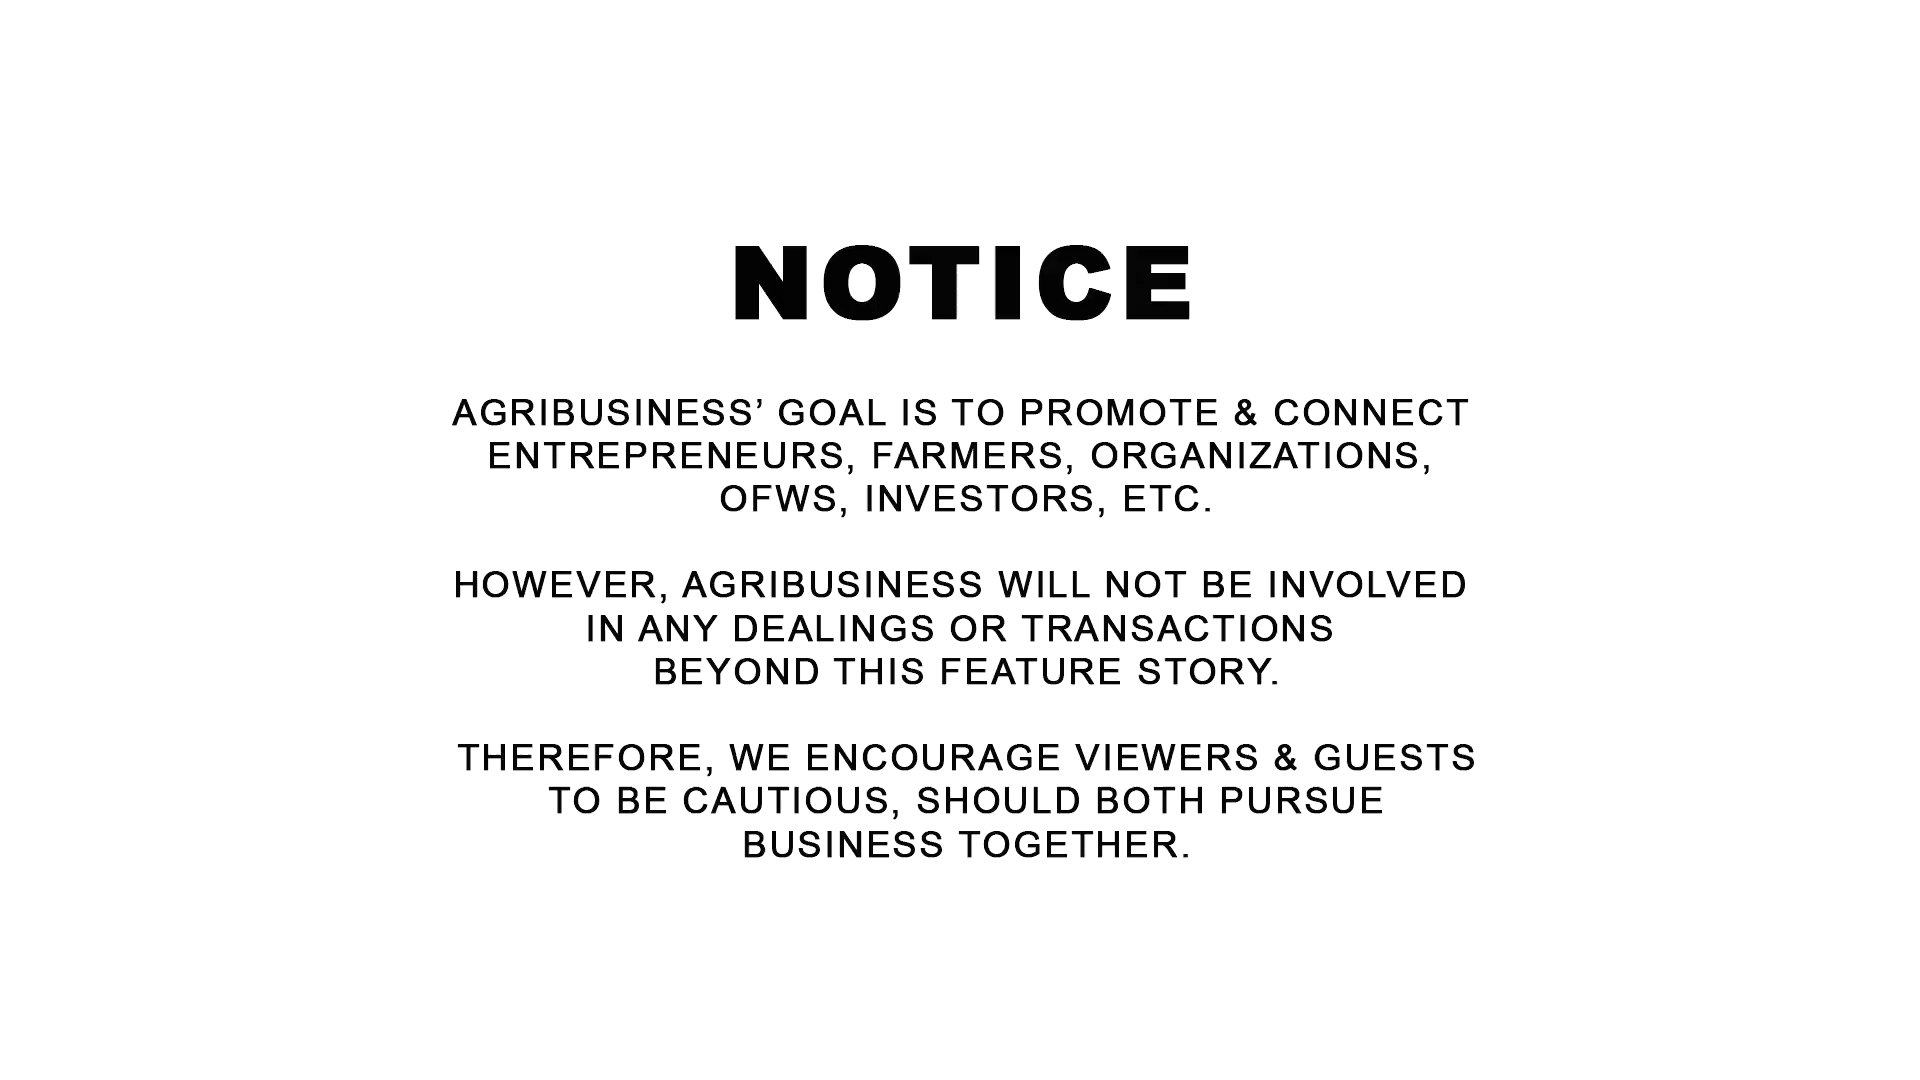 NOTICE
AGRIBUSINESS’ GOAL IS TO PROMOTE & CONNECT
ENTREPRENEURS, FARMERS, ORGANIZATIONS,
OFWS, INVESTORS, ETC.
HOWEVER, AGRIBUSINESS WILL NOT BE INVOLVED
IN ANY DEALINGS OR TRANSACTIONS
BEYOND THIS FEATURE STORY.
THEREFORE, WE ENCOURAGE VIEWERS & GUESTS
TO BE CAUTIOUS, SHOULD BOTH PURSUE
BUSINESS TOGETHER.